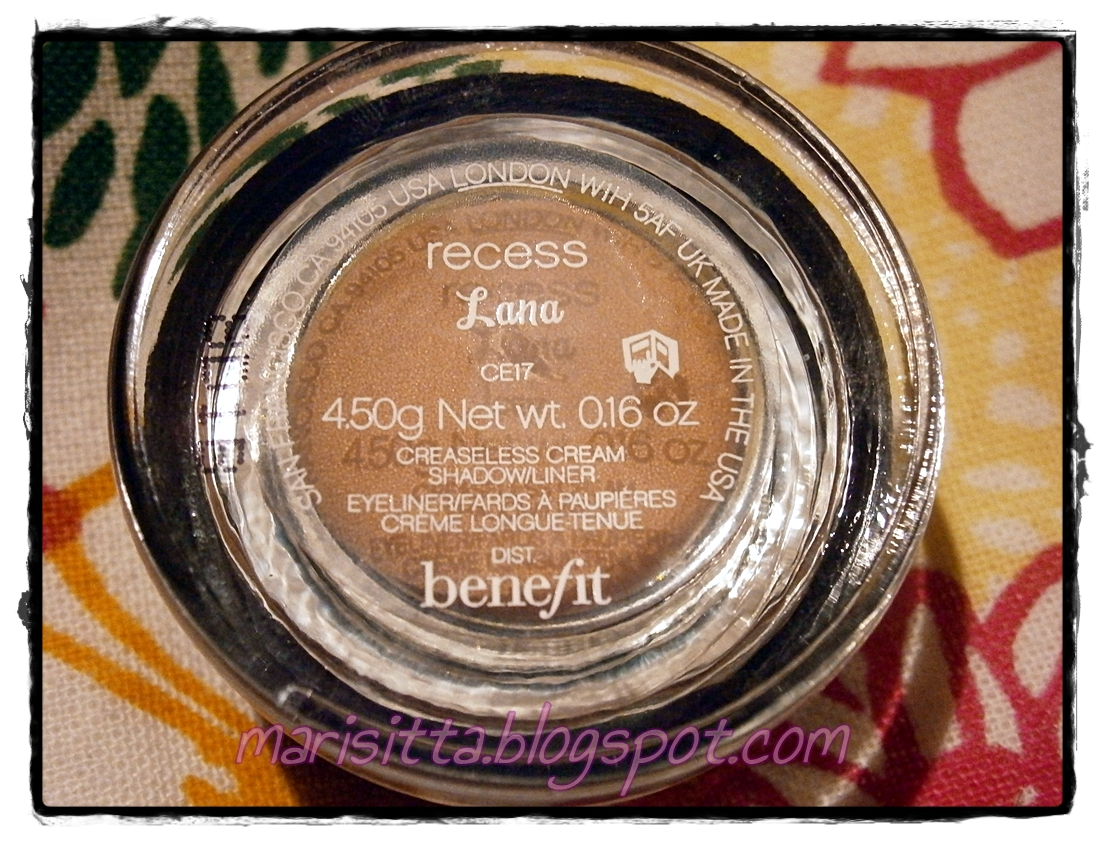 SAN FRANCISCO CA 94105 USA LONDON W1H 5AF UK MADE IN THE USA
recess
Lana
CE17
4.50g Net wt. 0.16 oz
CREASELESS CREAM
SHADOW/LINER
EYELINER/FARDS À PAUPIÈRES
CRÈME LONGUE-TENUE
DIST.
benefit
marisitta.blogspot.com